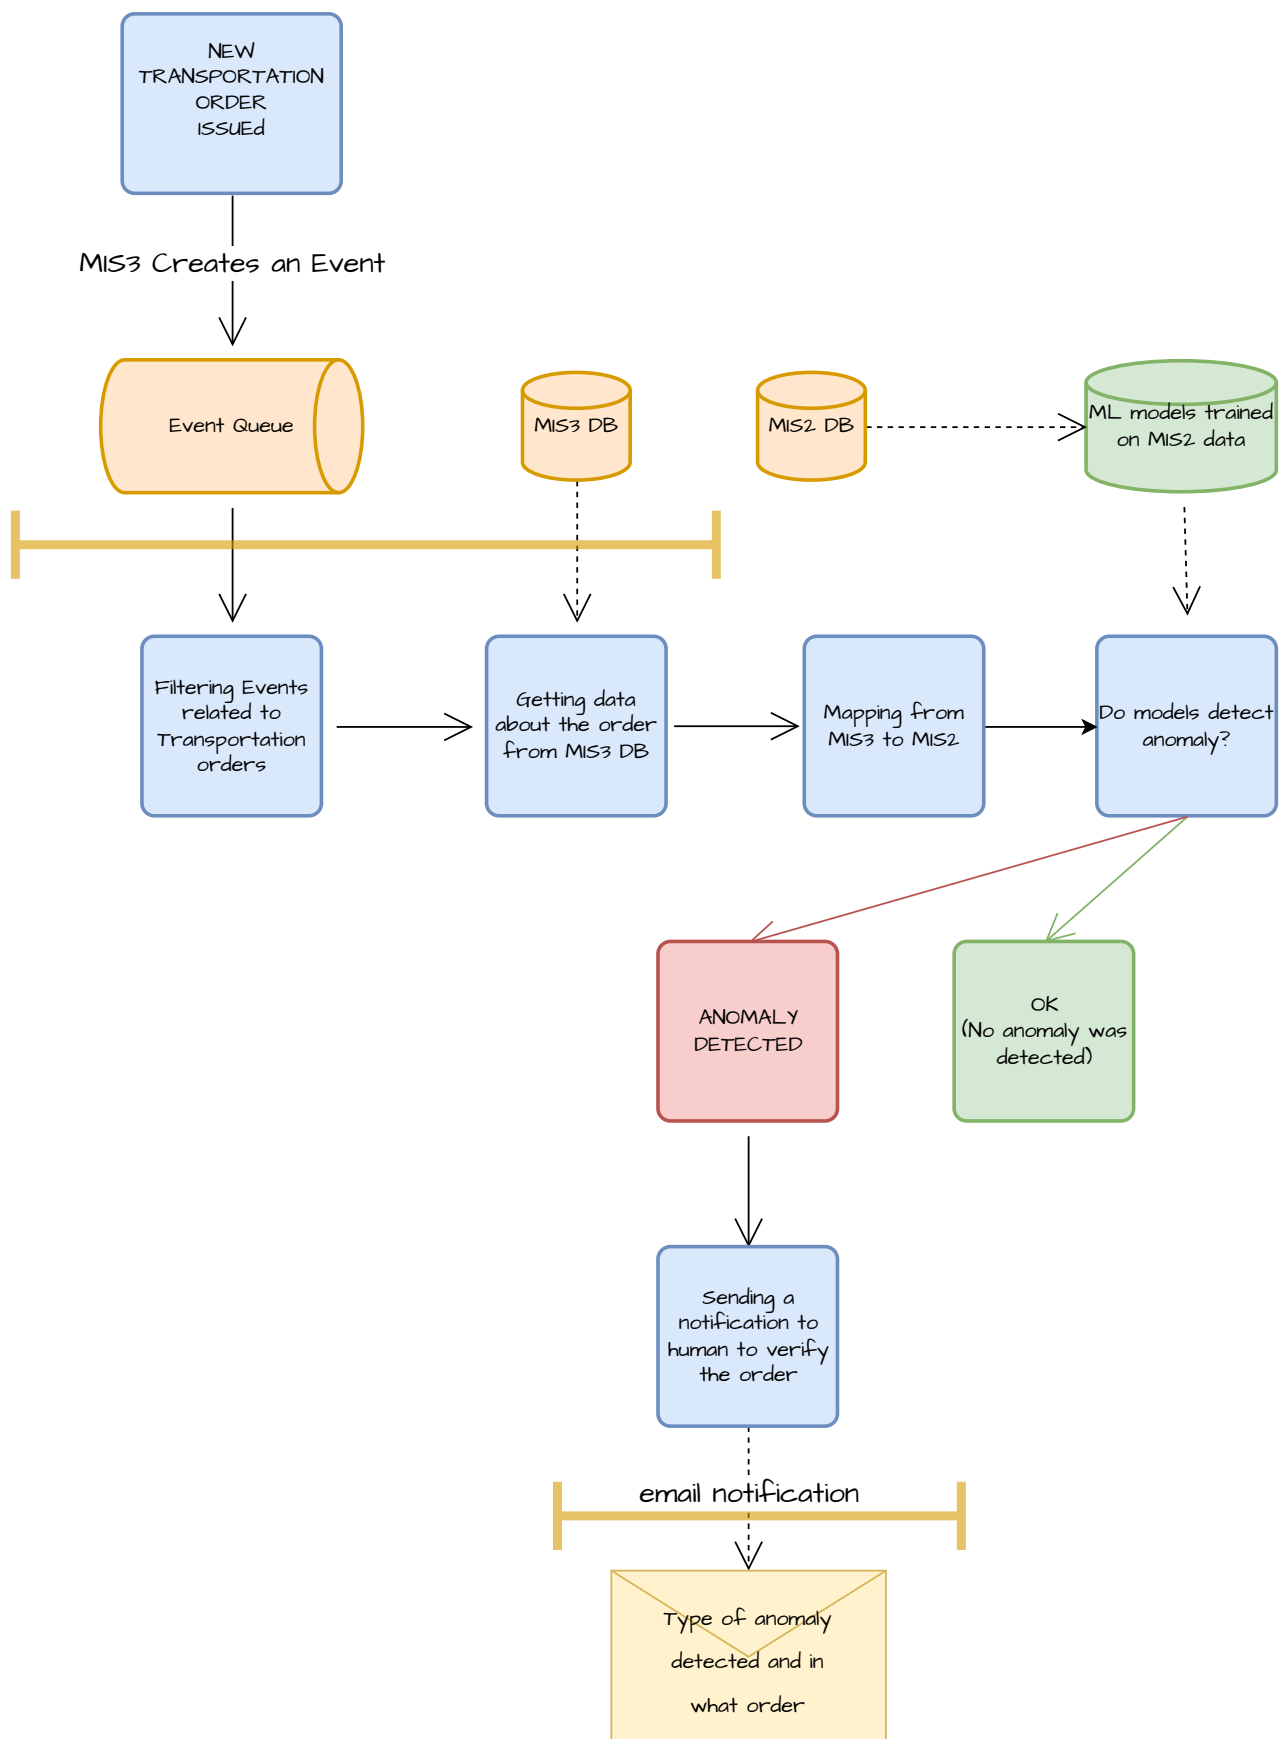 NEW
TRANSPORTATION
ORDER
ISSUEd
MIS3 Creates an Event
Event Queue
MIS3 DB
MIS2 DB
ML models trained
on MIS2 data
Filtering Events
related to
Transportation
orders
Getting data
about the order
from MIS3 DB
Mapping from
MIS3 to MIS2
Do models detect
anomaly?
ANOMALY
DETECTED
OK
(No anomaly was
detected)
Sending a
notification to
human to verify
the order
email notification
Type of anomaly
detected and in
what order